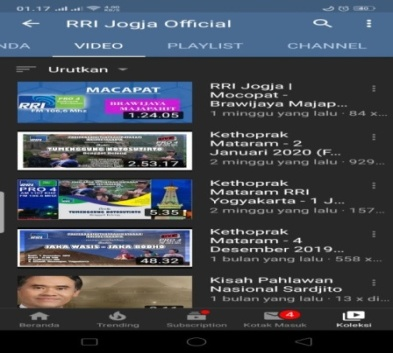 01.17
RRI Jogja Official
NDA VIDEO PLAYLIST CHANNEL
Urutkan
MACAPAT
RRI
BRAWIJAYA
MAJAPAHIT
1.24.05
RRI Jogja |
Mocopat -
Brawijaya Majap...
1 minggu yang lalu · 84 x...
2.53.17
Kethoprak
Mataram - 2
Januari 2020 (F...
2 minggu yang lalu · 929...
PRO 4
5.35
Kethoprak
Mataram RRI
Yogyakarta - 1 J...
2 minggu yang lalu · 157...
48.32
Kethoprak
Mataram - 4
Desember 2019...
1 bulan yang lalu · 558 x...
Kisah Pahlawan
Nasional Sardjito
1 bulan yang lalu · 13 x di...
4
Beranda Trending Subscription Kotak Masuk Koleksi